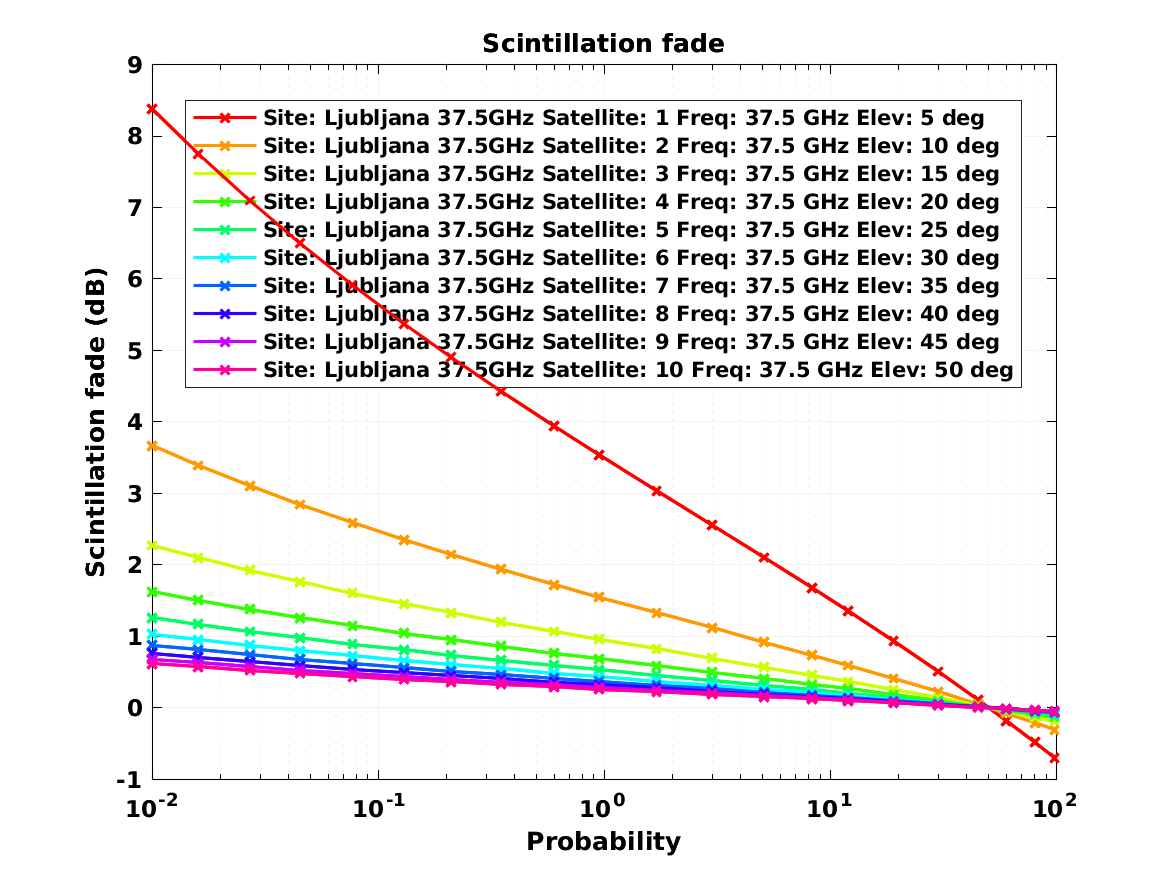 Scintillation fade
9
8
7
6
5
4
3
2
1
0
-1
Scintillation fade (dB)
Site: Ljubljana 37.5GHz Satellite: 1 Freq: 37.5 GHz Elev: 5 deg
Site: Ljubljana 37.5GHz Satellite: 2 Freq: 37.5 GHz Elev: 10 deg
Site: Ljubljana 37.5GHz Satellite: 3 Freq: 37.5 GHz Elev: 15 deg
Site: Ljubljana 37.5GHz Satellite: 4 Freq: 37.5 GHz Elev: 20 deg
Site: Ljubljana 37.5GHz Satellite: 5 Freq: 37.5 GHz Elev: 25 deg
Site: Ljubljana 37.5GHz Satellite: 6 Freq: 37.5 GHz Elev: 30 deg
Site: Ljubljana 37.5GHz Satellite: 7 Freq: 37.5 GHz Elev: 35 deg
Site: Ljubljana 37.5GHz Satellite: 8 Freq: 37.5 GHz Elev: 40 deg
Site: Ljubljana 37.5GHz Satellite: 9 Freq: 37.5 GHz Elev: 45 deg
Site: Ljubljana 37.5GHz Satellite: 10 Freq: 37.5 GHz Elev: 50 deg
10^-2 10^-1 10^0 10^1 10^2
Probability